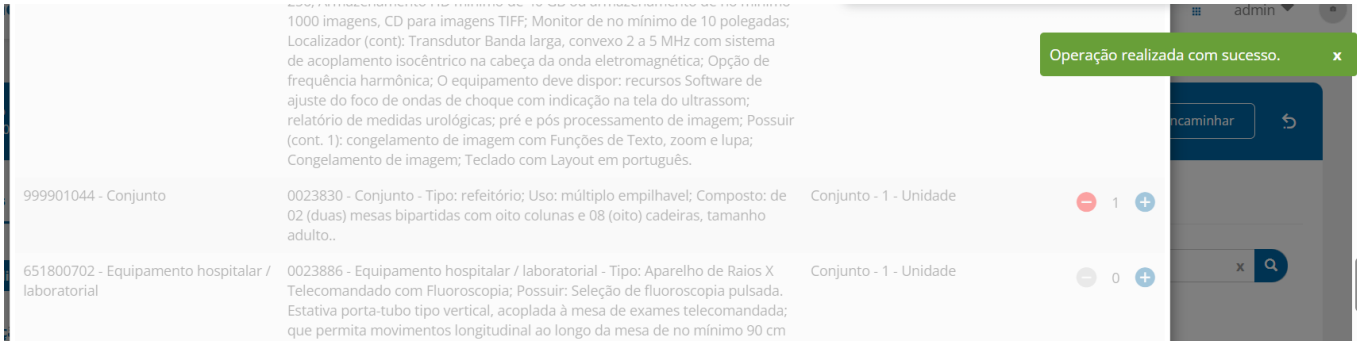 1000 imagens, CD para imagens TIFF; Monitor de no mínimo de 10 polegadas;
admin
Localizador (cont): Transdutor Banda larga, convexo 2 a 5 MHz com sistema
de acoplamento isocêntrico na cabeça da onda eletromagnética; Opção de
Operação realizada com sucesso. x
frequência harmônica; O equipamento deve dispor: recursos Software de
ajuste do foco de ondas de choque com indicação na tela do ultrassom;
relatório de medidas urológicas; pré e pós processamento de imagem; Possuir
ncaminhar
(cont. 1): congelamento de imagem com Funções de Texto, zoom e lupa;
Congelamento de imagem; Teclado com Layout em português.
999901044 - Conjunto
0023830 - Conjunto - Tipo: refeitório; Uso: múltiplo empilhavel; Composto: de
02 (duas) mesas bipartidas com oito colunas e 08 (oito) cadeiras, tamanho
adulto..
Conjunto - 1 - Unidade
1
651800702 - Equipamento hospitalar /
laboratorial
0023886 - Equipamento hospitalar / laboratorial - Tipo: Aparelho de Raios X
Telecomandado com Fluoroscopia; Possuir: Seleção de fluoroscopia pulsada.
Estativa porta-tubo tipo vertical, acoplada à mesa de exames telecomandada;
que permita movimentos longitudinal ao longo da mesa de no mínimo 90 cm
Conjunto - 1 - Unidade
0
x